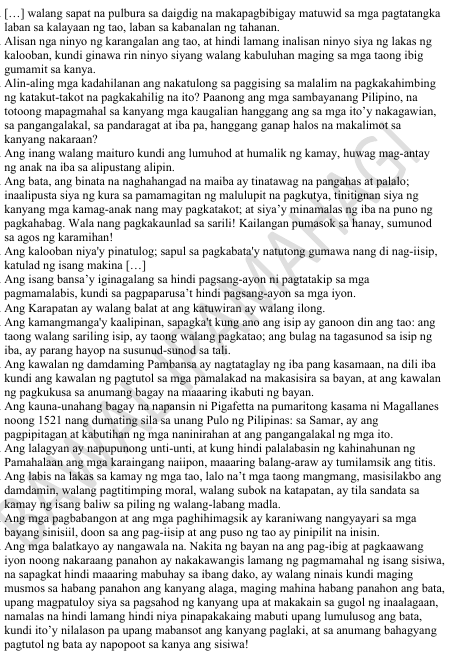 […] walang sapat na pulbura sa daigdig na makapagbibigay matuwid sa mga pagtatangka
laban sa kalayaan ng tao, laban sa kabanalan ng tahanan.
Alisan nga ninyo ng karangalan ang tao, at hindi lamang inalisan ninyo siya ng lakas ng
kalooban, kundi ginawa rin ninyo siyang walang kabuluhan maging sa mga taong ibig
gumamit sa kanya.
Alin-aling mga kadahilanan ang nakatulong sa paggising sa malalim na pagkakahimbing
ng katakut-takot na pagkakahilig na ito? Paanong ang mga sambayanang Pilipino, na
totoong mapagmahal sa kanyang mga kaugalian hanggang ang sa mga ito'y nakagawian,
sa pangangalakal, sa pandaragat at iba pa, hanggang ganap halos na makalimot sa
kanyang nakaraan?
Ang inang walang maituro kundi ang lumuhod at humalik ng kamay, huwag mag-antay
ng anak na iba sa alipustang alipin.
Ang bata, ang binata na naghahangad na maiba ay tinatawag na pangahas at palalo;
inaalipusta siya ng kura sa pamamagitan ng malulupit na pagkutya, tinitignan siya ng
kanyang mga kamag-anak nang may pagkatakot; at siya'y minamalas ng iba na puno ng
pagkahabag. Wala nang pagkakaunlad sa sarili! Kailangan pumasok sa hanay, sumunod
sa agos ng karamihan!
Ang kalooban niya'y pinatulog; sapul sa pagkabata'y natutong gumawa nang di nag-iisip,
katulad ng isang makina […]
Ang isang bansa'y iginagalang sa hindi pagsang-ayon ni pagtatakip sa mga
pagmamalabis, kundi sa pagpaparusa't hindi pagsang-ayon sa mga iyon.
Ang Karapatan ay walang balat at ang katuwiran ay walang ilong.
Ang kamangmanga'y kaalipinan, sapagka't kung ano ang isip ay ganoon din ang tao: ang
taong walang sariling isip, ay taong walang pagkatao; ang bulag na tagasunod sa isip ng
iba, ay parang hayop na susunud-sunod sa tali.
Ang kawalan ng damdaming Pambansa ay nagtataglay ng iba pang kasamaan, na dili iba
kundi ang kawalan ng pagtutol sa mga pamalakad na makasisira sa bayan, at ang kawalan
ng pagkukusa sa anumang bagay na maaaring ikabuti ng bayan.
Ang kauna-unahang bagay na napansin ni Pigafetta na pumaritong kasama ni Magallanes
noong 1521 nang dumating sila sa unang Pulo ng Pilipinas: sa Samar, ay ang
pagpipitagan at kabutihan ng mga naninirahan at ang pangangalakal ng mga ito.
Ang lalagyan ay napupunong unti-unti, at kung hindi palalabasin ng kahinahunan ng
Pamahalaan ang mga karaingang naiipon, maaaring balang-araw ay tumilamsik ang titis.
Ang labis na lakas sa kamay ng mga tao, lalo na't mga taong mangmang, masisilakbo ang
damdamin, walang pagtitimping moral, walang subok na katapatan, ay tila sandata sa
kamay ng isang baliw sa piling ng walang-labang madla.
Ang mga pagbabangon at ang mga paghihimagsik ay karaniwang nangyayari sa mga
bayang sinisiil, doon sa ang pag-iisip at ang puso ng tao ay pinipilit na inisin.
Ang mga balatkayo ay nangawala na. Nakita ng bayan na ang pag-ibig at pagkaawang
iyon noong nakaraang panahon ay nakakawangis lamang ng pagmamahal ng isang sisiwa,
na sapagkat hindi maaaring mabuhay sa ibang dako, ay walang ninais kundi maging
musmos sa habang panahon ang kanyang alaga, maging mahina habang panahon ang bata,
upang magpatuloy siya sa pagsahod ng kanyang upa at makakain sa gugol ng inaalagaan,
namalas na hindi lamang hindi niya pinapakakaing mabuti upang lumulusog ang bata,
kundi ito'y nilalason pa upang mabansot ang kanyang paglaki, at sa anumang bahagyang
pagtutol ng bata ay napopoot sa kanya ang sisiwa!